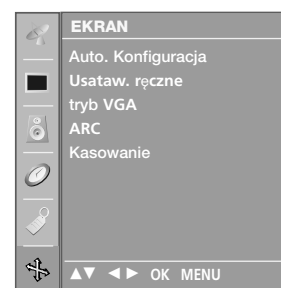 EKRAN
Auto. Konfiguracja
Usataw. ręczne
tryb VGA
ARC
Kasowanie
▲▼ ◄► OK MENU